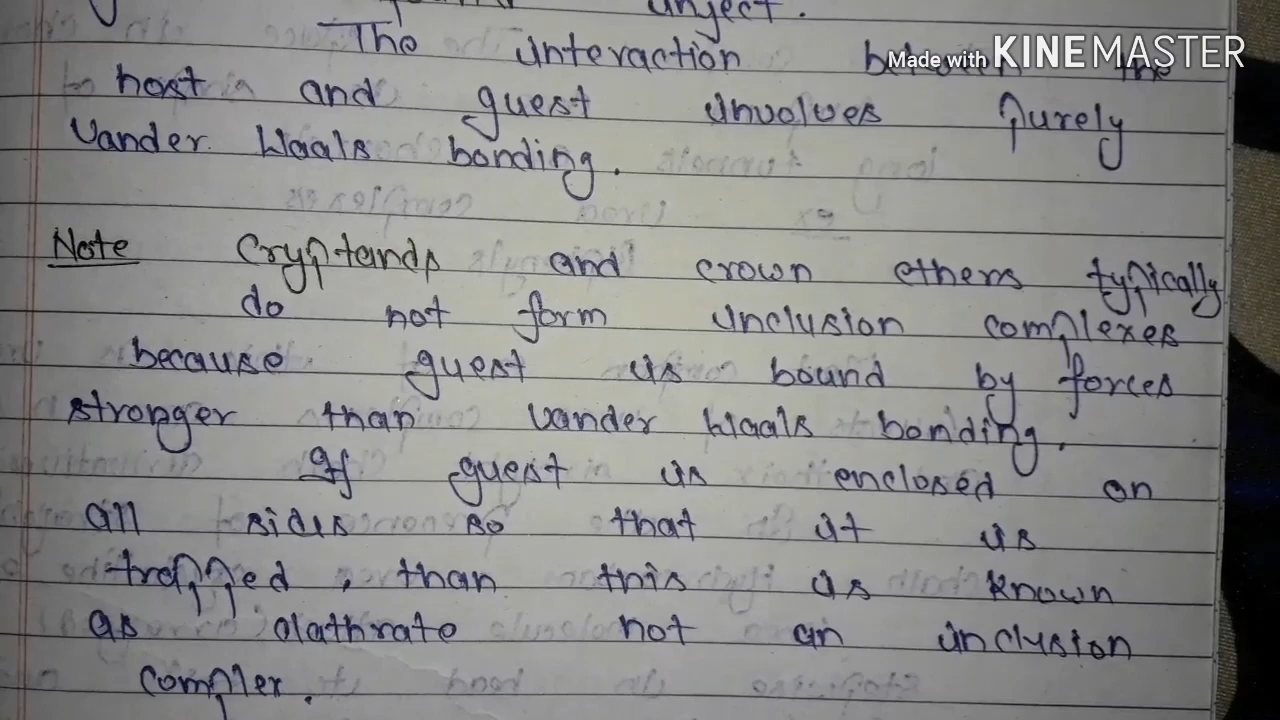 unject.
The interaction between the
host and guest involves purely
Vander Waals bonding.
Note Cryptands and crown ethers typically
do not form inclusion complexes
because guest is bound by forces
stronger than vander Waals bonding.
If guest is enclosed on
all sides so that it is
trapped, than this is known
as clathrate not an inclusion
complex.
Made with KINEMASTER